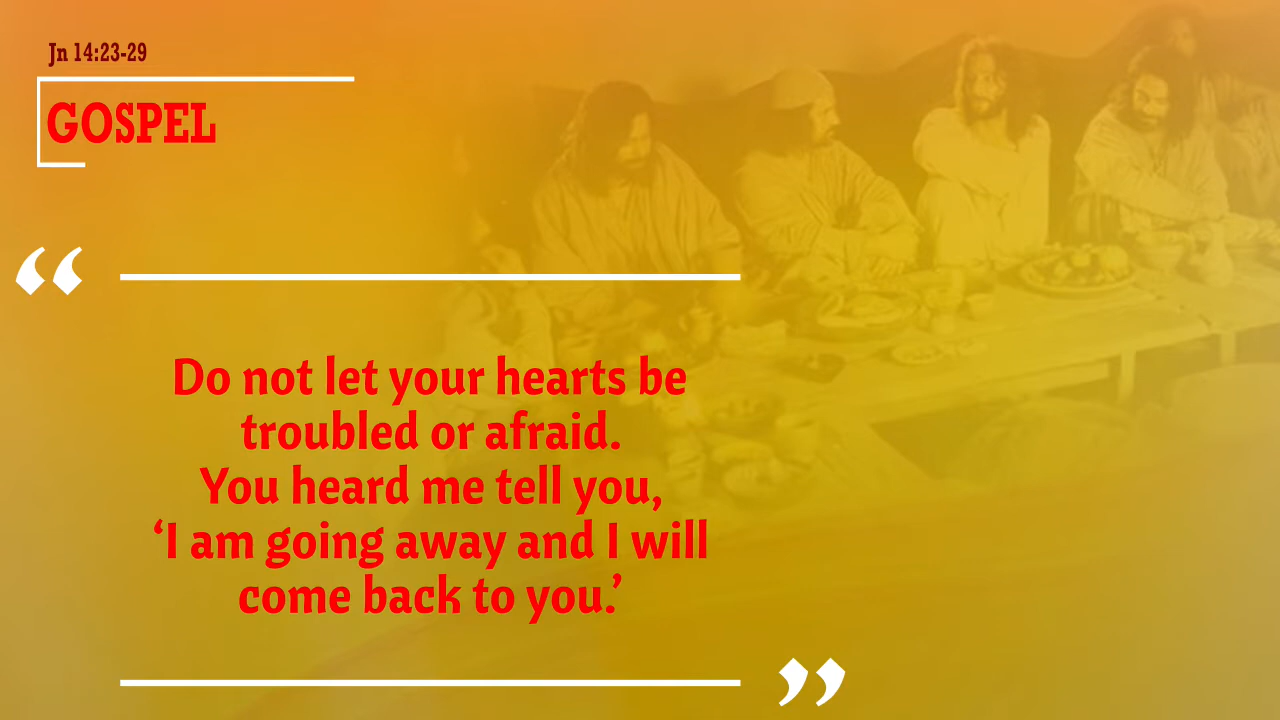 Jn 14:23-29
GOSPEL
“
Do not let your hearts be
troubled or afraid.
You heard me tell you,
‘I am going away and I will
come back to you.’
”